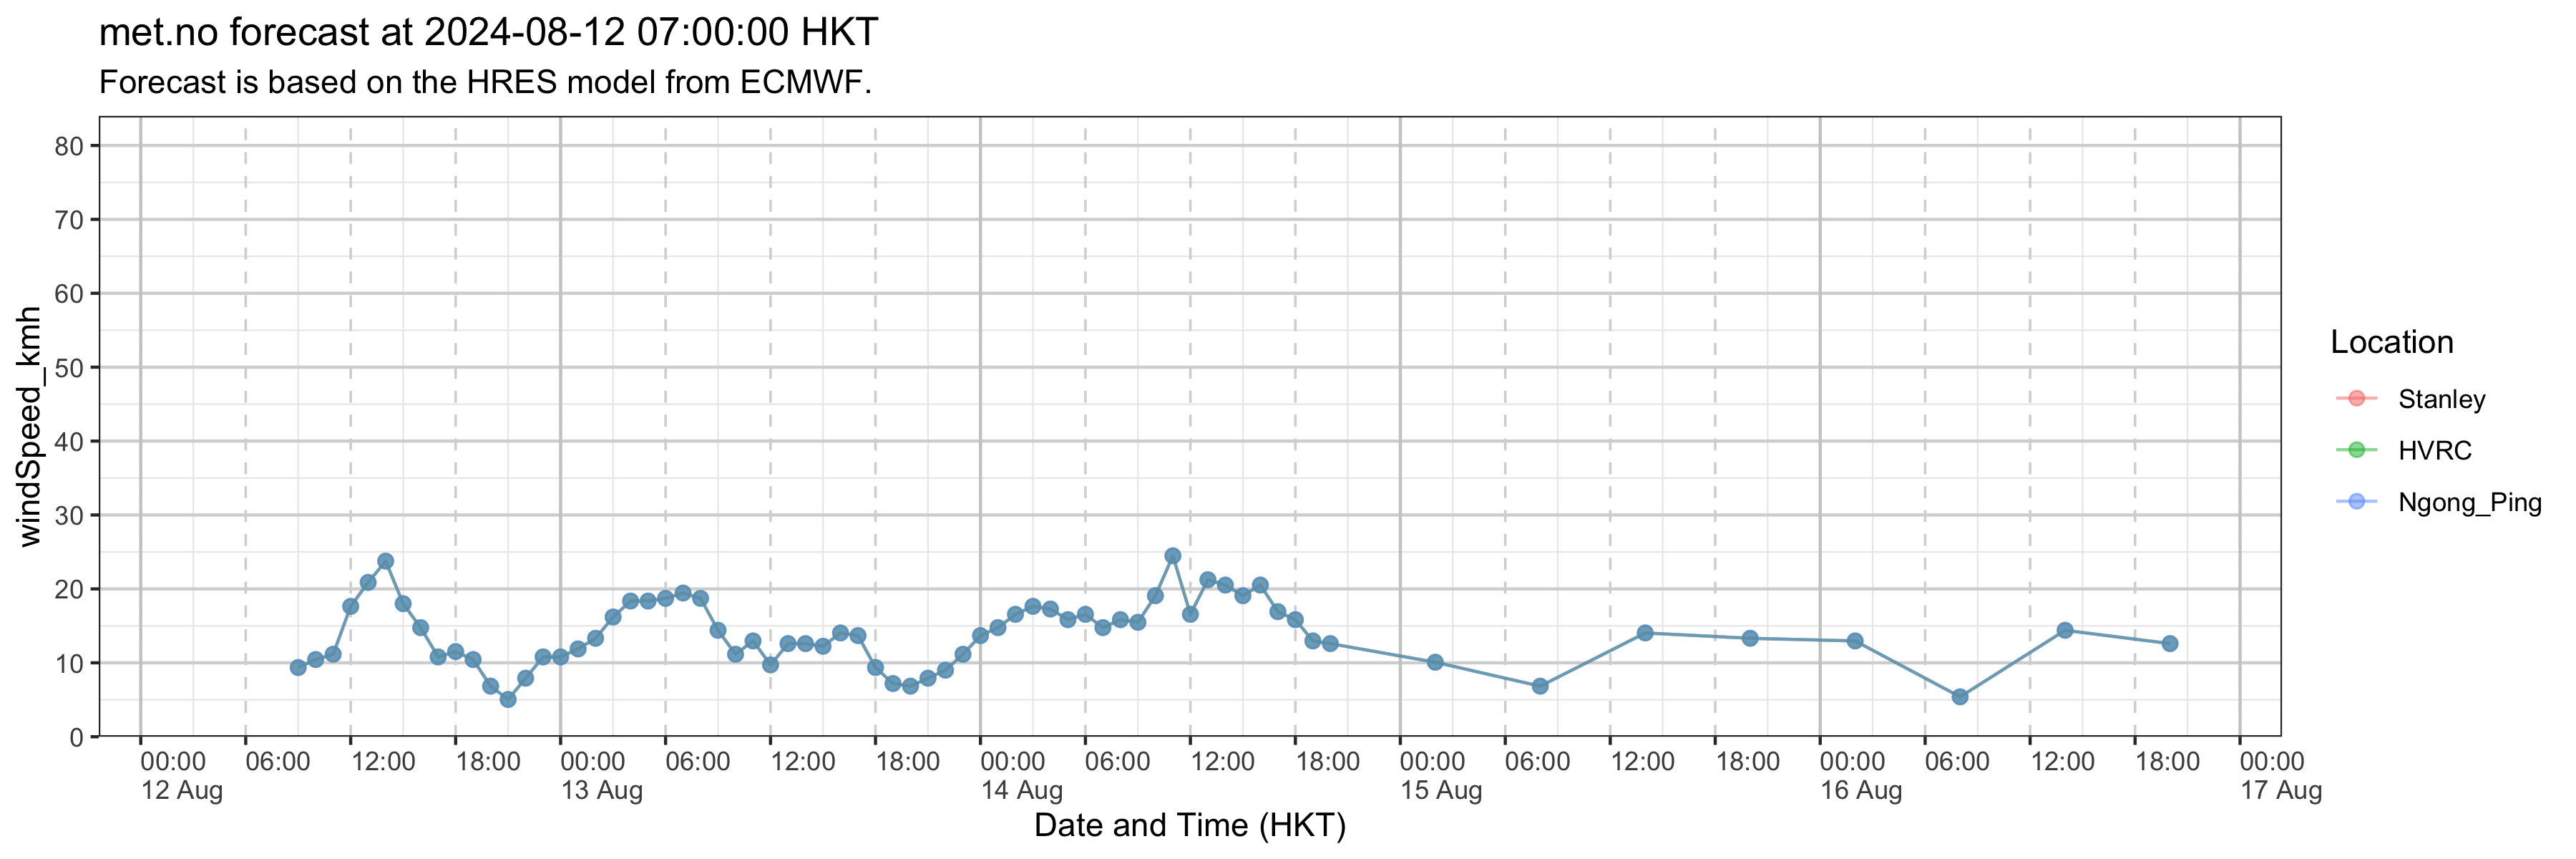 met.no forecast at 2024-08-12 07:00:00 HKT
Forecast is based on the HRES model from ECMWF.
windSpeed_kmh
80
70
60
50
40
30
20
10
0
00:00 06:00 12:00 18:00 00:00 06:00 12:00 18:00 00:00 06:00 12:00 18:00 00:00 06:00 12:00 18:00 00:00 06:00 12:00 18:00 00:00
12 Aug 13 Aug 14 Aug 15 Aug 16 Aug 17 Aug
Date and Time (HKT)
Location
Stanley
HVRC
Ngong_Ping